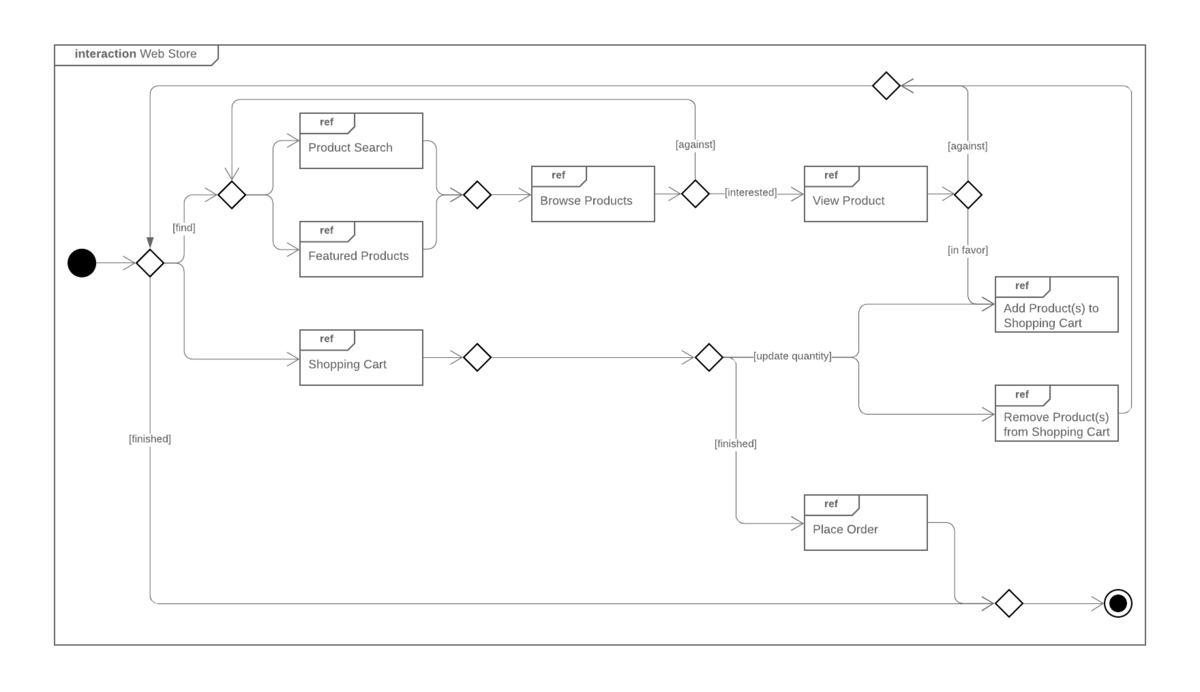 interaction Web Store
ref
Product Search
[against]
[against]
ref
Browse Products
[interested]
ref
View Product
[find]
ref
Featured Products
[in favor]
ref
Add Product(s) to
Shopping Cart
ref
Shopping Cart
[update quantity]
ref
Remove Product(s)
from Shopping Cart
[finished]
[finished]
ref
Place Order